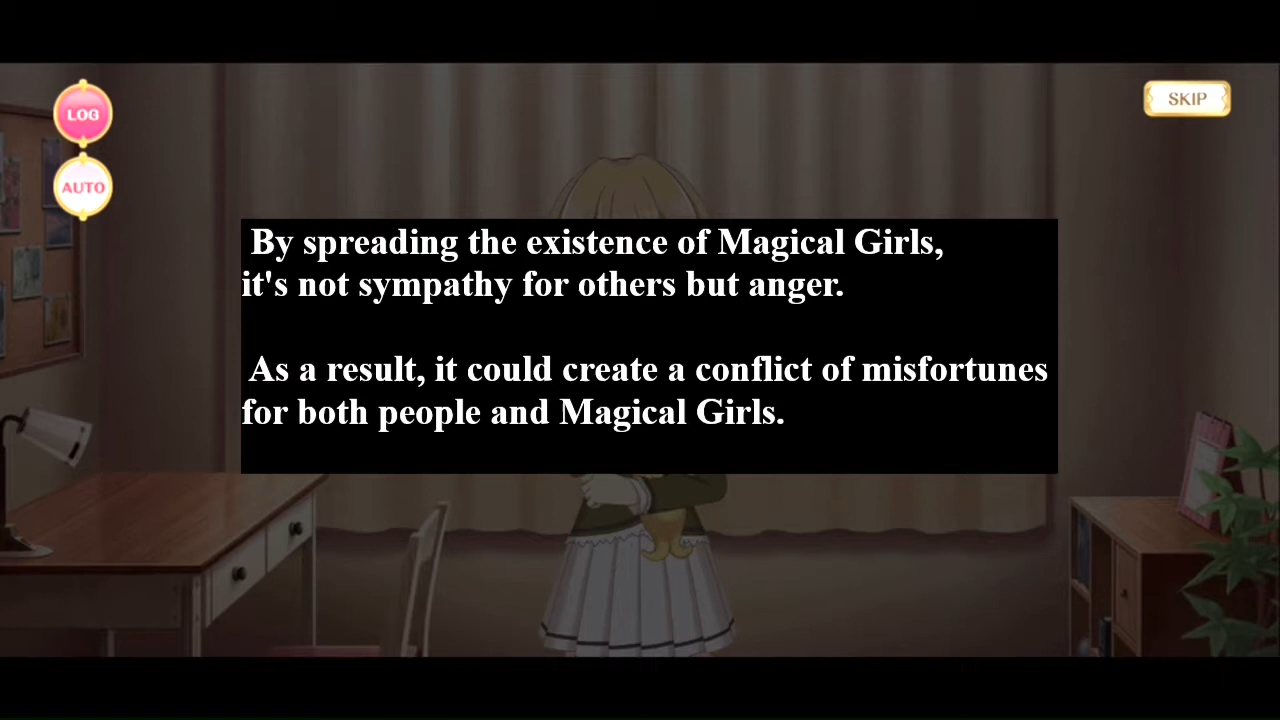 LOG
SKIP
AUTO
By spreading the existence of Magical Girls,
it's not sympathy for others but anger.
As a result, it could create a conflict of misfortunes
for both people and Magical Girls.